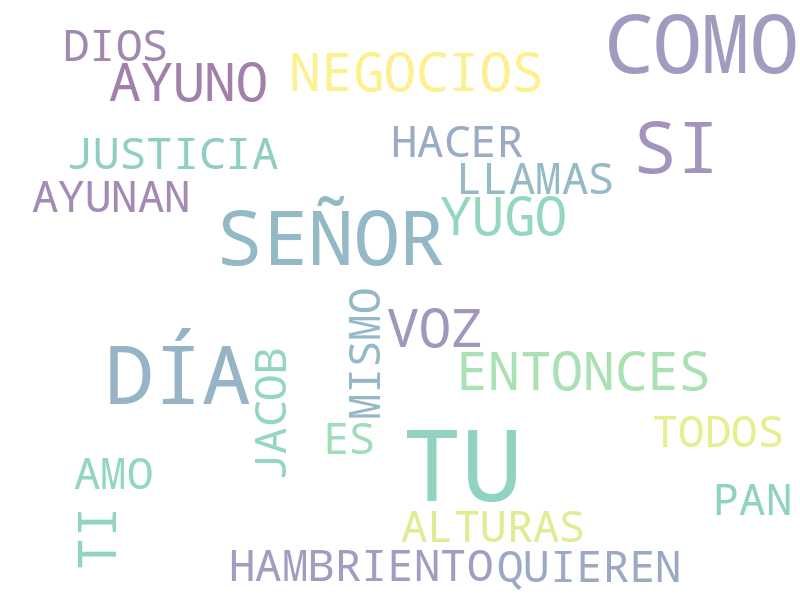 COMO
DIOS
AYUNO
NEGOCIOS
SI
HACER
JUSTICIA
LLAMAS
AYUNAN
YUGO
SEÑOR
MISMO
VOZ
DÍA
JACOB
ENTONCES
ES
TODOS
TU
AMO
PAN
TI
ALTURAS
HAMBRIENTO
QUIEREN